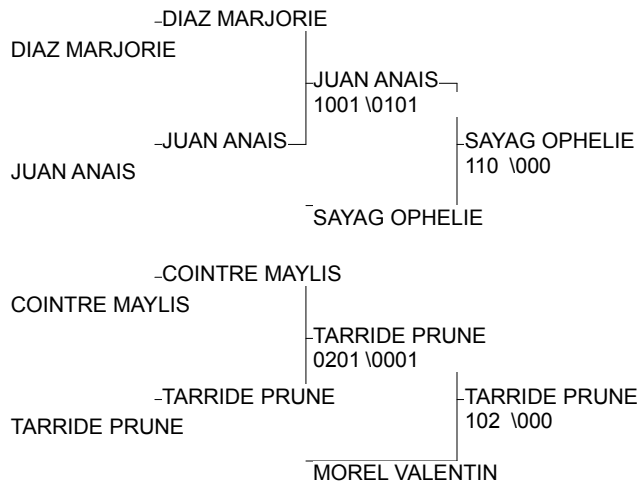 DIAZ MARJORIE
DIAZ MARJORIE
JUAN ANAIS
1001 \0101
JUAN ANAIS
SAYAG OPHELIE
110 \000
JUAN ANAIS
SAYAG OPHELIE
COINTRE MAYLIS
COINTRE MAYLIS
TARRIDE PRUNE
0201 \0001
TARRIDE PRUNE
TARRIDE PRUNE
102 \000
TARRIDE PRUNE
MOREL VALENTIN